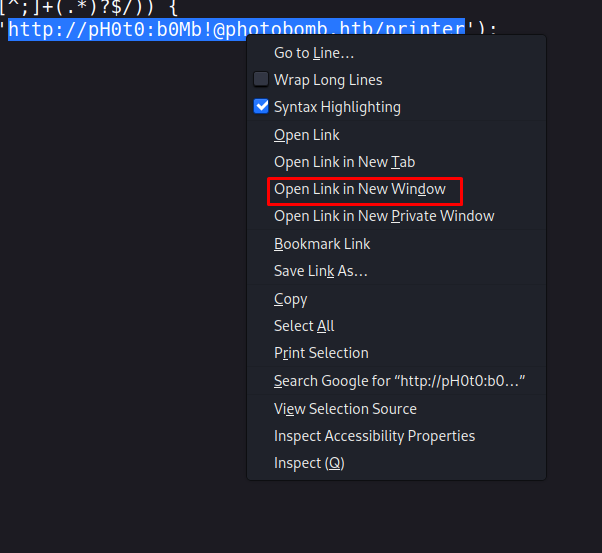 [^;]+(.*)?$/)) {
'http://pH0t0:b0Mb!@photobomb.htb/printer');
Go to Line...
Wrap Long Lines
Syntax Highlighting
Open Link
Open Link in New Tab
Open Link in New Window
Open Link in New Private Window
Bookmark Link
Save Link As...
Copy
Select All
Print Selection
Search Google for “http://pH0t0:b0...”
View Selection Source
Inspect Accessibility Properties
Inspect (Q)